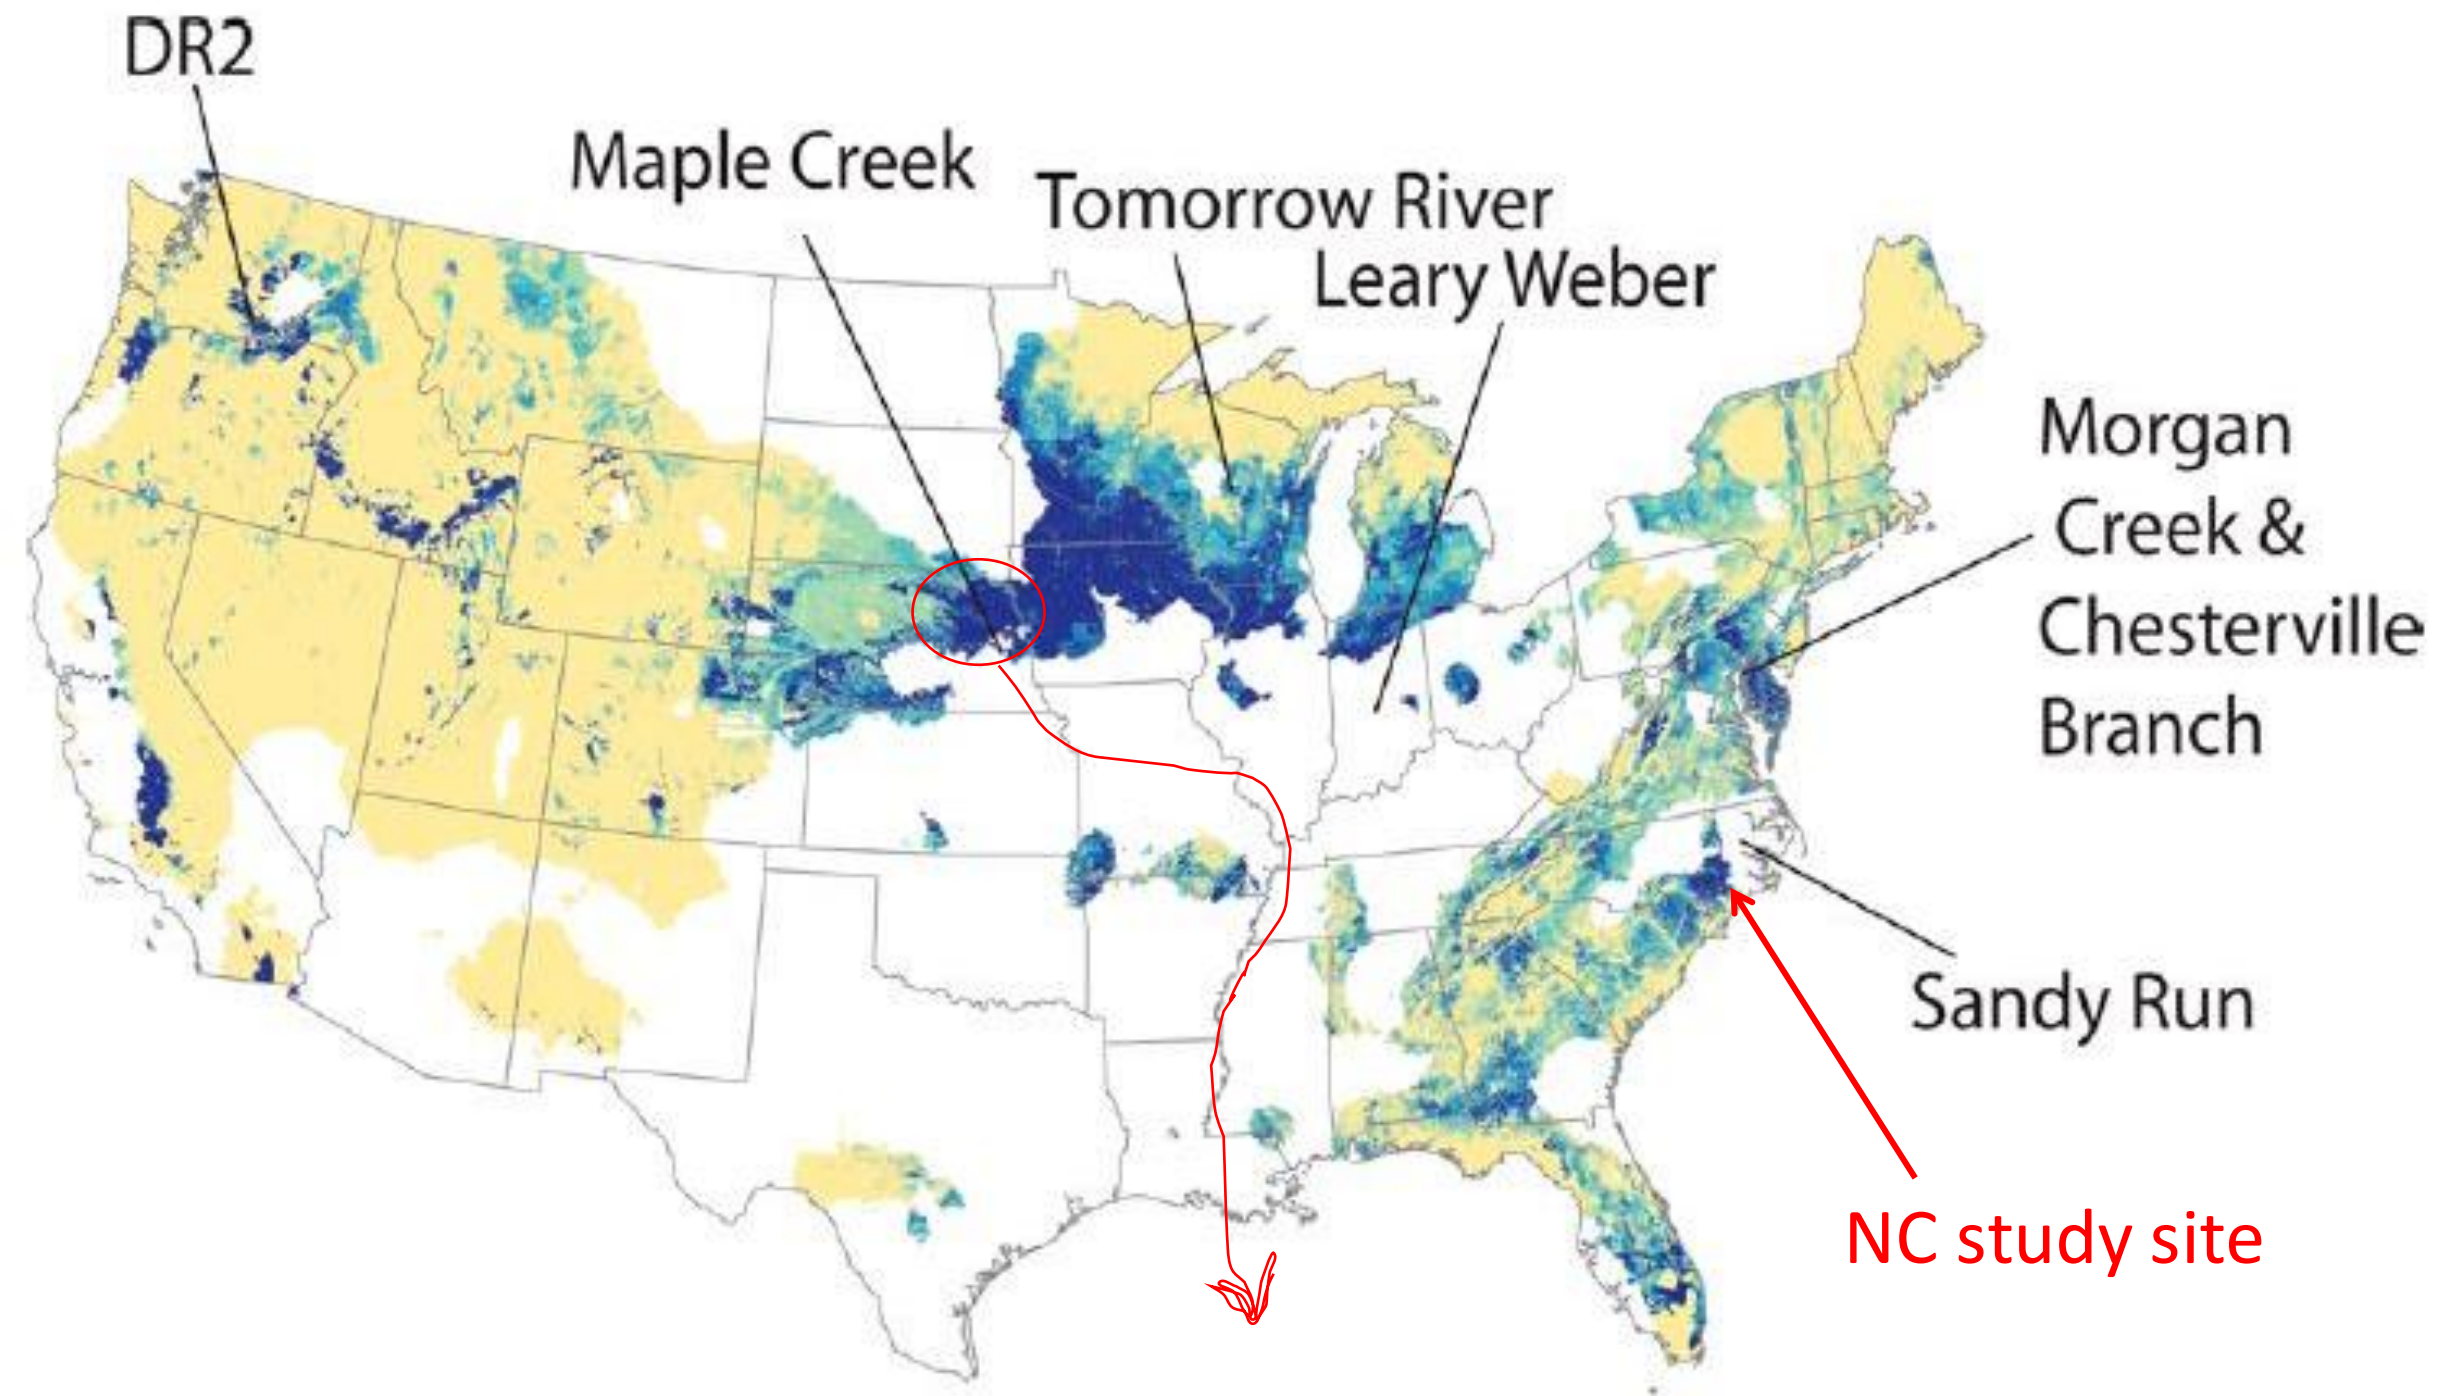 DR2
Maple Creek
Tomorrow River
Leary Weber
Morgan
Creek &
Chesterville
Branch
Sandy Run
NC study site